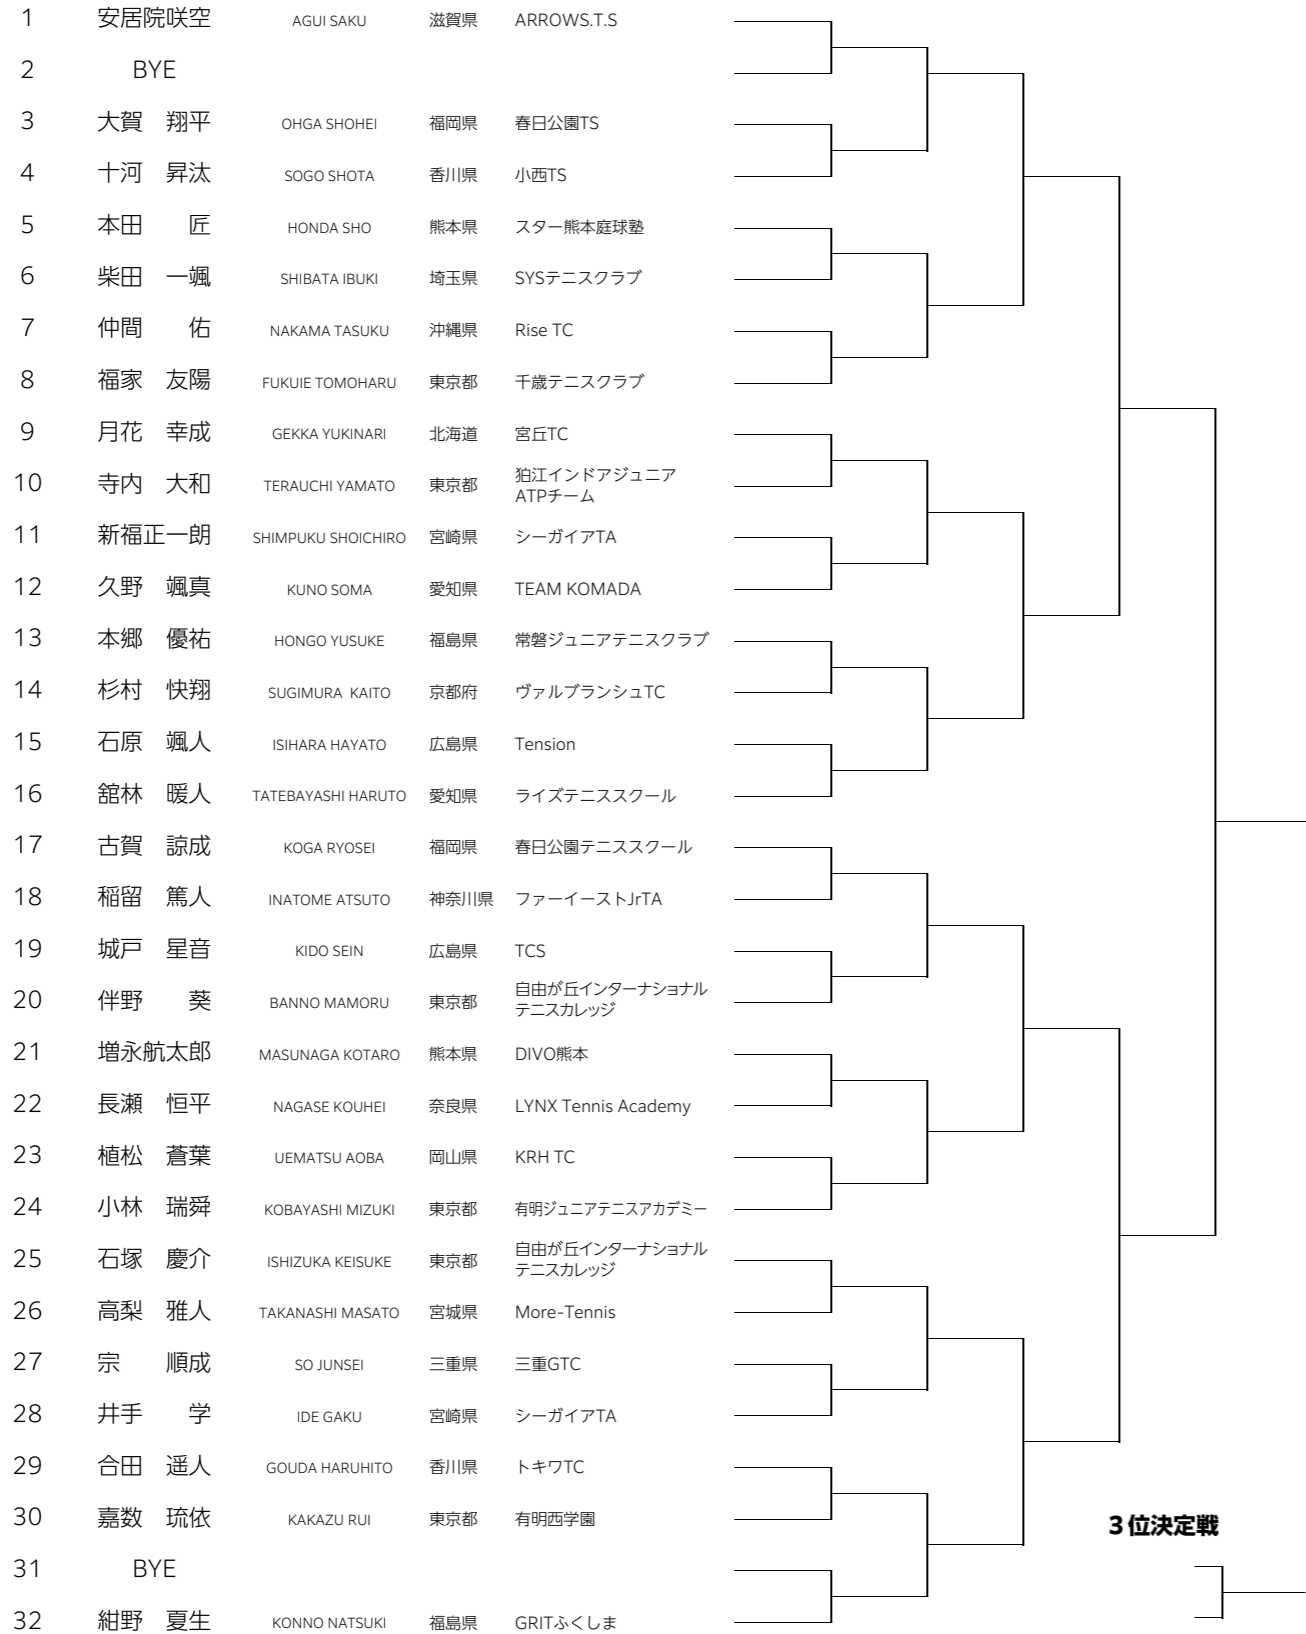 1 安居院咲空 AGUI SAKU 滋賀県 ARROWS.T.S
2 BYE
3 大賀　翔平 OHGA SHOHEI 福岡県 春日公園TS
4 十河　昇汰 SOGO SHOTA 香川県 小西TS
5 本田　　匠 HONDA SHO 熊本県 スター熊本庭球塾
6 柴田　一颯 SHIBATA IBUKI 埼玉県 SYSテニスクラブ
7 仲間　　佑 NAKAMA TASUKU 沖縄県 Rise TC
8 福家　友陽 FUKUIE TOMOHARU 東京都 千歳テニスクラブ
9 月花　幸成 GEKKA YUKINARI 北海道 宮丘TC
10 寺内　大和 TERAUCHI YAMATO 東京都 狛江インドアジュニア
ATPチーム
11 新福正一朗 SHIMPUKU SHOICHIRO 宮崎県 シーガイアTA
12 久野　颯真 KUNO SOMA 愛知県 TEAM KOMADA
13 本郷　優祐 HONGO YUSUKE 福島県 常磐ジュニアテニスクラブ
14 杉村　快翔 SUGIMURA KAITO 京都府 ヴァルブランシュTC
15 石原　颯人 ISIHARA HAYATO 広島県 Tension
16 舘林　暖人 TATEBAYASHI HARUTO 愛知県 ライズテニススクール
17 古賀　諒成 KOGA RYOSEI 福岡県 春日公園テニススクール
18 稲留　篤人 INATOME ATSUTO 神奈川県 ファーイーストJrTA
19 城戸　星音 KIDO SEIN 広島県 TCS
20 伴野　　葵 BANNO MAMORU 東京都 自由が丘インターナショナル
テニスカレッジ
21 増永航太郎 MASUNAGA KOTARO 熊本県 DIVO熊本
22 長瀬　恒平 NAGASE KOUHEI 奈良県 LYNX Tennis Academy
23 植松　蒼葉 UEMATSU AOBA 岡山県 KRH TC
24 小林　瑞舜 KOBAYASHI MIZUKI 東京都 有明ジュニアテニスアカデミー
25 石塚　慶介 ISHIZUKA KEISUKE 東京都 自由が丘インターナショナル
テニスカレッジ
26 高梨　雅人 TAKANASHI MASATO 宮城県 More-Tennis
27 宗　　順成 SO JUNSEI 三重県 三重GTC
28 井手　　学 IDE GAKU 宮崎県 シーガイアTA
29 合田　遥人 GOUDA HARUHITO 香川県 トキワTC
30 嘉数　琉依 KAKAZU RUI 東京都 有明西学園
３位決定戦
31 BYE
32 紺野　夏生 KONNO NATSUKI 福島県 GRITふくしま